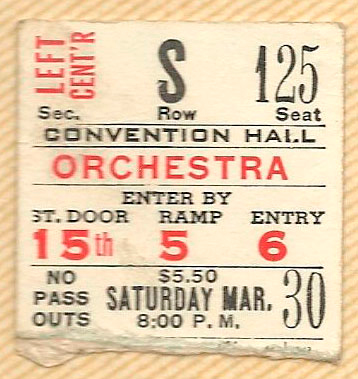 LEFT CENT'R S 125
Sec. Row Seat
CONVENTION HALL
ORCHESTRA
ENTER BY
ST. DOOR RAMP ENTRY
15th 5 6
NO PASS OUTS
$5.50
SATURDAY MAR. 30
8:00 P.M.